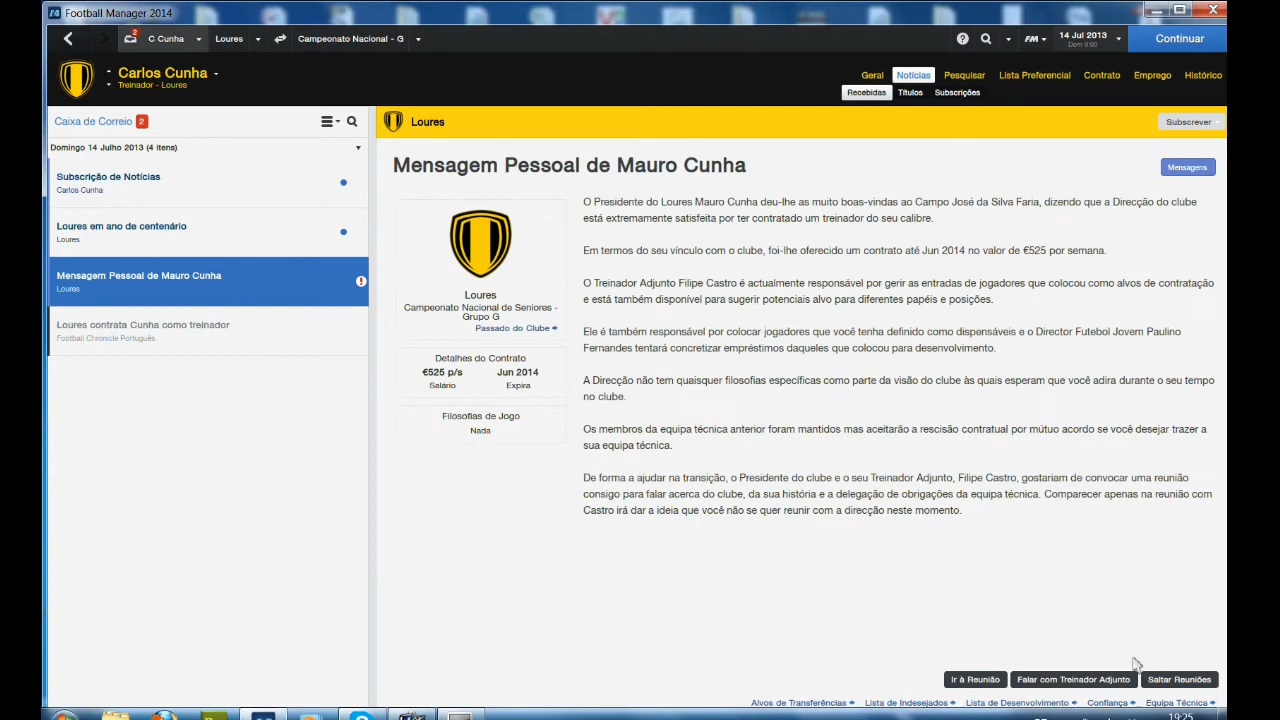 Football Manager 2014
2
C Cunha
Loures
Campeonato Nacional - G
?
FM
14 Jul 2013
Dom 9:00
Continuar
Carlos Cunha
Treinador - Loures
Geral
Notícias
Pesquisar
Lista Preferencial
Contrato
Emprego
Histórico
Recebidas
Títulos
Subscrições
Caixa de Correio 2
Loures
Subscrever
Domingo 14 Julho 2013 (4 itens)
Subscrição de Notícias
Carlos Cunha
Loures em ano de centenário
Loures
Mensagem Pessoal de Mauro Cunha
Loures
Loures contrata Cunha como treinador
Football Chronicle Português
Mensagem Pessoal de Mauro Cunha
Mensagens
Loures
Campeonato Nacional de Seniores -
Grupo G
Passado do Clube
Detalhes do Contrato
€525 p/s
Jun 2014
Salário
Expira
Filosofias de Jogo
Nada
O Presidente do Loures Mauro Cunha deu-lhe as muito boas-vindas ao Campo José da Silva Faria, dizendo que a Direcção do clube
está extremamente satisfeita por ter contratado um treinador do seu calibre.
Em termos do seu vínculo com o clube, foi-lhe oferecido um contrato até Jun 2014 no valor de €525 por semana.
O Treinador Adjunto Filipe Castro é actualmente responsável por gerir as entradas de jogadores que colocou como alvos de contratação
e está também disponível para sugerir potenciais alvo para diferentes papéis e posições.
Ele é também responsável por colocar jogadores que você tenha definido como dispensáveis e o Director Futebol Jovem Paulino
Fernandes tentará concretizar empréstimos daqueles que colocou para desenvolvimento.
A Direcção não tem quaisquer filosofias específicas como parte da visão do clube às quais esperam que você adira durante o seu tempo
no clube.
Os membros da equipa técnica anterior foram mantidos mas aceitarão a rescisão contratual por mútuo acordo se você desejar trazer a
sua equipa técnica.
De forma a ajudar na transição, o Presidente do clube e o seu Treinador Adjunto, Filipe Castro, gostariam de convocar uma reunião
consigo para falar acerca do clube, da sua história e a delegação de obrigações da equipa técnica. Comparecer apenas na reunião com
Castro irá dar a ideia que você não se quer reunir com a direcção neste momento.
Ir à Reunião
Falar com Treinador Adjunto
Saltar Reuniões
Alvos de Transferências
Lista de Indesejados
Lista de Desenvolvimento
Confiança
Equipa Técnica
19:25